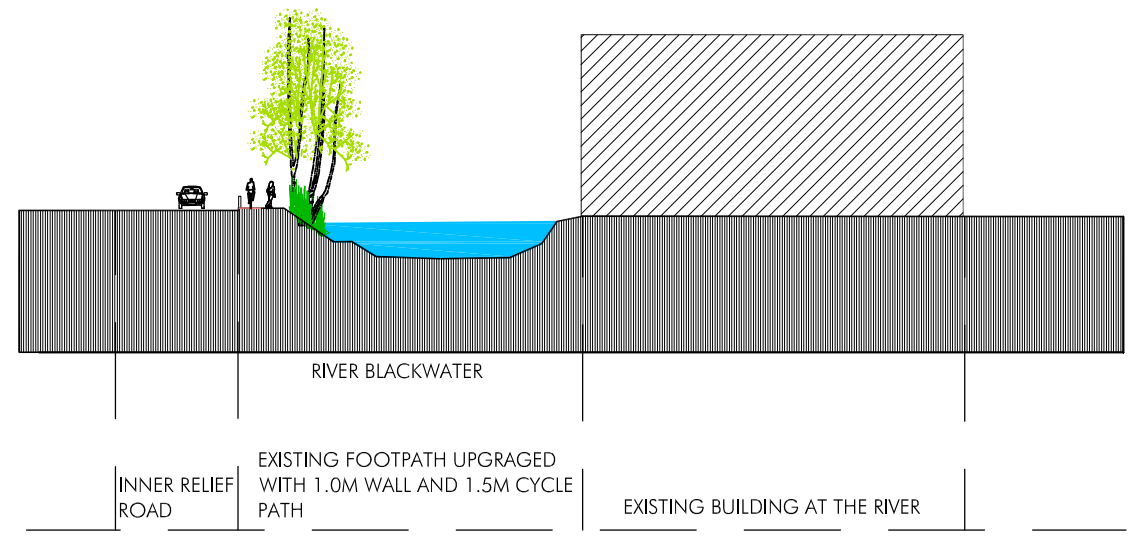 RIVER BLACKWATER
INNER RELIEF
ROAD
EXISTING FOOTPATH UPGRAGED
WITH 1.0M WALL AND 1.5M CYCLE
PATH
EXISTING BUILDING AT THE RIVER